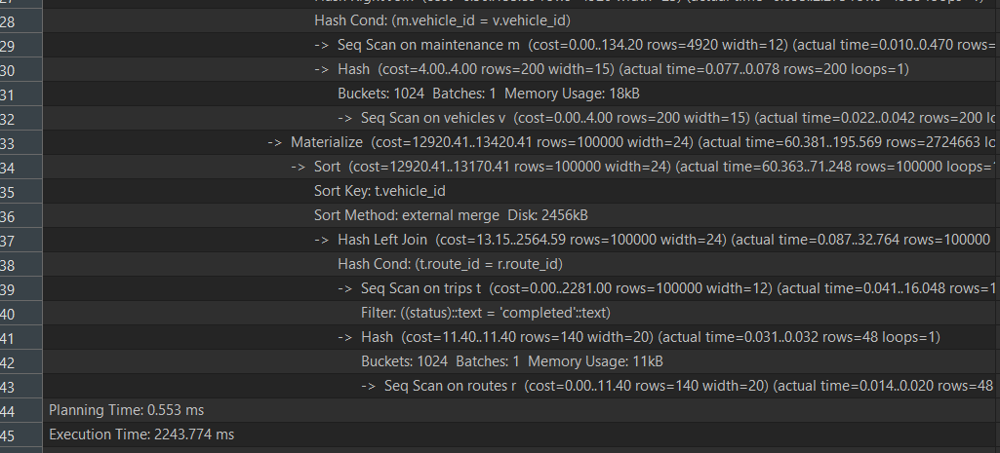 28 Hash Cond: (m.vehicle_id = v.vehicle_id)
29 -> Seq Scan on maintenance m (cost=0.00..134.20 rows=4920 width=12) (actual time=0.010..0.470 rows=
30 -> Hash (cost=4.00..4.00 rows=200 width=15) (actual time=0.077..0.078 rows=200 loops=1)
31 Buckets: 1024 Batches: 1 Memory Usage: 18kB
32 -> Seq Scan on vehicles v (cost=0.00..4.00 rows=200 width=15) (actual time=0.022..0.042 rows=200 lo
33 -> Materialize (cost=12920.41..13420.41 rows=100000 width=24) (actual time=60.381..195.569 rows=2724663 lo
34 -> Sort (cost=12920.41..13170.41 rows=100000 width=24) (actual time=60.363..71.248 rows=100000 loops=
35 Sort Key: t.vehicle_id
36 Sort Method: external merge Disk: 2456kB
37 -> Hash Left Join (cost=13.15..2564.59 rows=100000 width=24) (actual time=0.087..32.764 rows=100000
38 Hash Cond: (t.route_id = r.route_id)
39 -> Seq Scan on trips t (cost=0.00..2281.00 rows=100000 width=12) (actual time=0.041..16.048 rows=1
40 Filter: ((status)::text = 'completed'::text)
41 -> Hash (cost=11.40..11.40 rows=140 width=20) (actual time=0.031..0.032 rows=48 loops=1)
42 Buckets: 1024 Batches: 1 Memory Usage: 11kB
43 -> Seq Scan on routes r (cost=0.00..11.40 rows=140 width=20) (actual time=0.014..0.020 rows=48
44 Planning Time: 0.553 ms
45 Execution Time: 2243.774 ms